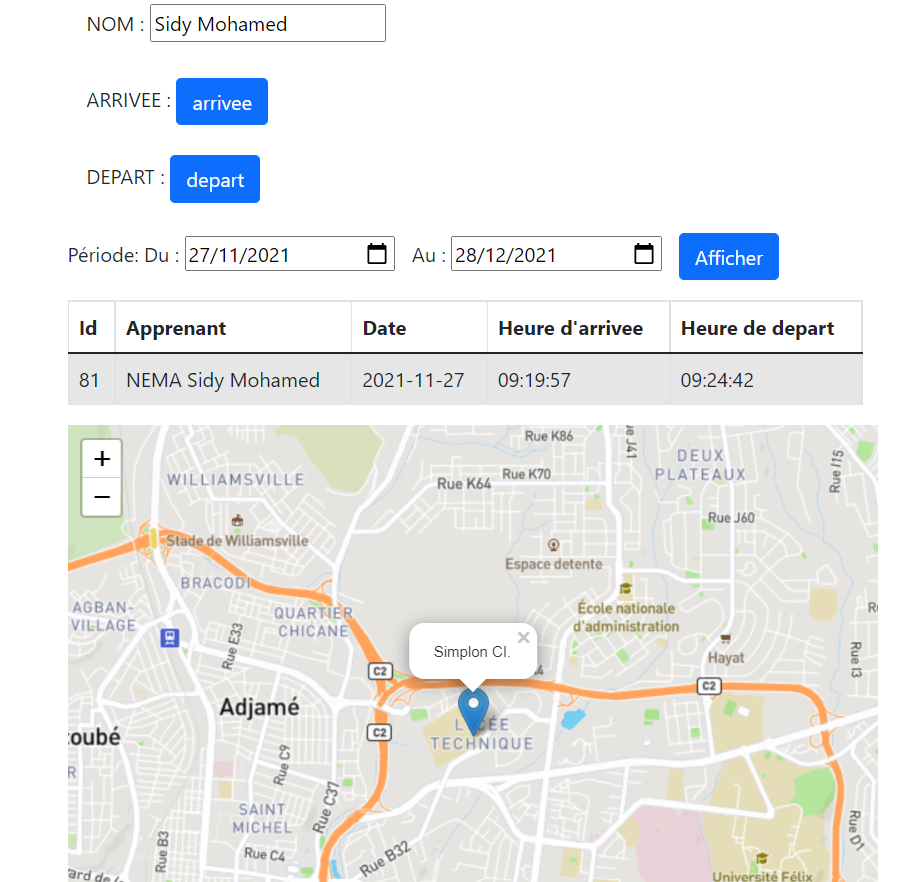 NOM : Sidy Mohamed
ARRIVEE : arrivee
DEPART : depart
Période: Du : 27/11/2021 Au : 28/12/2021 Afficher
Id Apprenant Date Heure d'arrivee Heure de depart
81 NEMA Sidy Mohamed 2021-11-27 09:19:57 09:24:42
+
−
Rue K86
Rue J41
DEUX
PLATEAUX
Rue I15
WILLIAMSVILLE
Rue K70
Rue K64
Rue J60
Stade de Williamsville
Espace detente
BRACODI
AGBAN-
VILLAGE
QUARTIER
CHICANE
École nationale
d'administration
Rue E33
Simplon CI.
×
Hayat
Rue I3
C2
C2
Adjamé
C2
LYCÉE
TECHNIQUE
oubé
Rue C9
Rue C31
SAINT
MICHEL
Rue B3
Rue C4
Rue B32
Rue D1
Université Félix